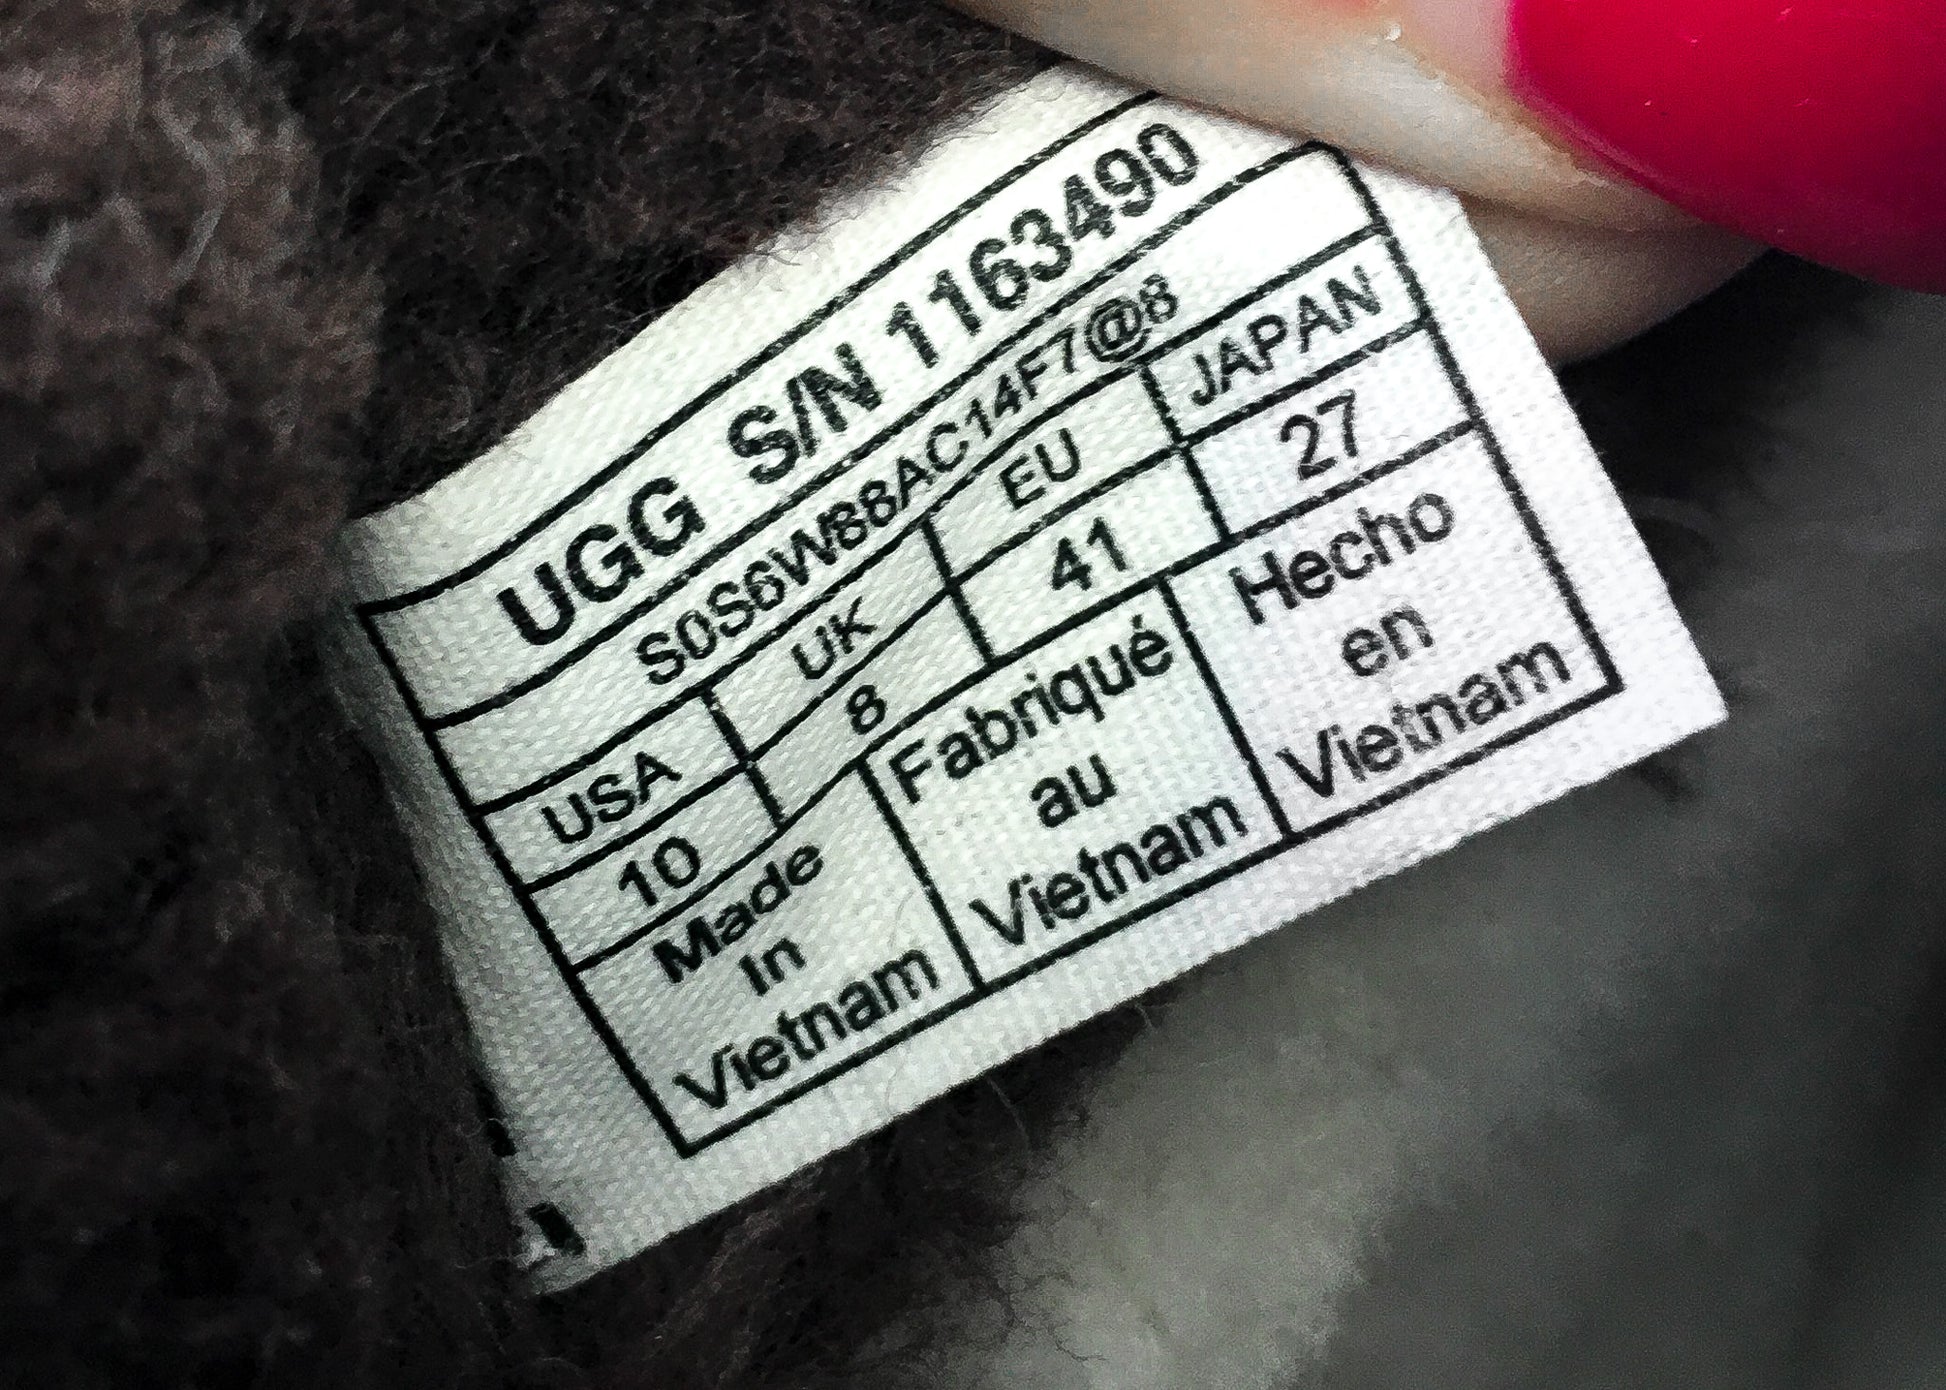 UGG S/N 1163490
S0S6W88AC14F7@8
USA UK EU JAPAN
10 8 41 27
Made
In
Vietnam
Fabriqué
au
Vietnam
Hecho
en
Vietnam